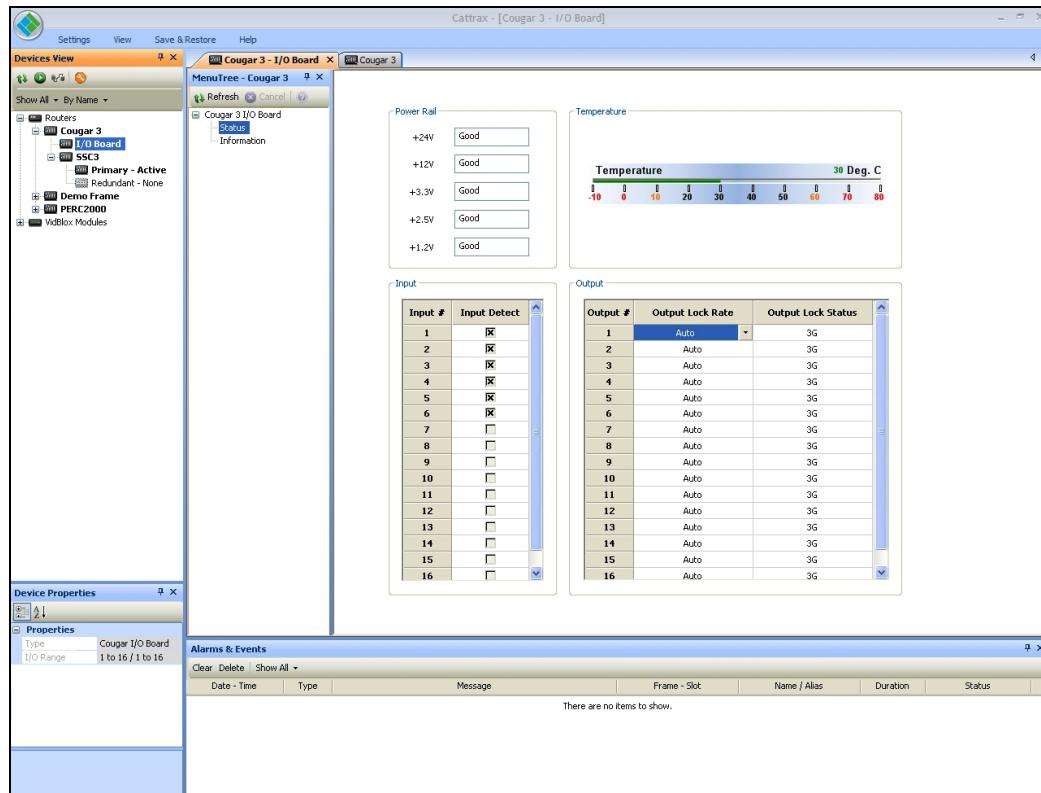 Cattrax - [Cougar 3 - I/O Board]
Settings View Save & Restore Help
Devices View
Show All By Name
Routers
Cougar 3
I/O Board
SSC3
Primary - Active
Redundant - None
Demo Frame
PERC2000
VidBlox Modules
Device Properties
Properties
Type Cougar I/O Board
I/O Range 1 to 16 / 1 to 16
Cougar 3 - I/O Board Cougar 3
MenuTree - Cougar 3
Refresh Cancel
Cougar 3 I/O Board
Status
Information
Power Rail
+24V Good
+12V Good
+3.3V Good
+2.5V Good
+1.2V Good
Temperature
Temperature 30 Deg. C
-10 0 10 20 30 40 50 60 70 80
Input
Input # Input Detect
1
2
3
4
5
6
7
8
9
10
11
12
13
14
15
16
Output
Output # Output Lock Rate Output Lock Status
1 Auto 3G
2 Auto 3G
3 Auto 3G
4 Auto 3G
5 Auto 3G
6 Auto 3G
7 Auto 3G
8 Auto 3G
9 Auto 3G
10 Auto 3G
11 Auto 3G
12 Auto 3G
13 Auto 3G
14 Auto 3G
15 Auto 3G
16 Auto 3G
Alarms & Events
Clear Delete Show All
Date - Time Type Message Frame - Slot Name / Alias Duration Status
There are no items to show.